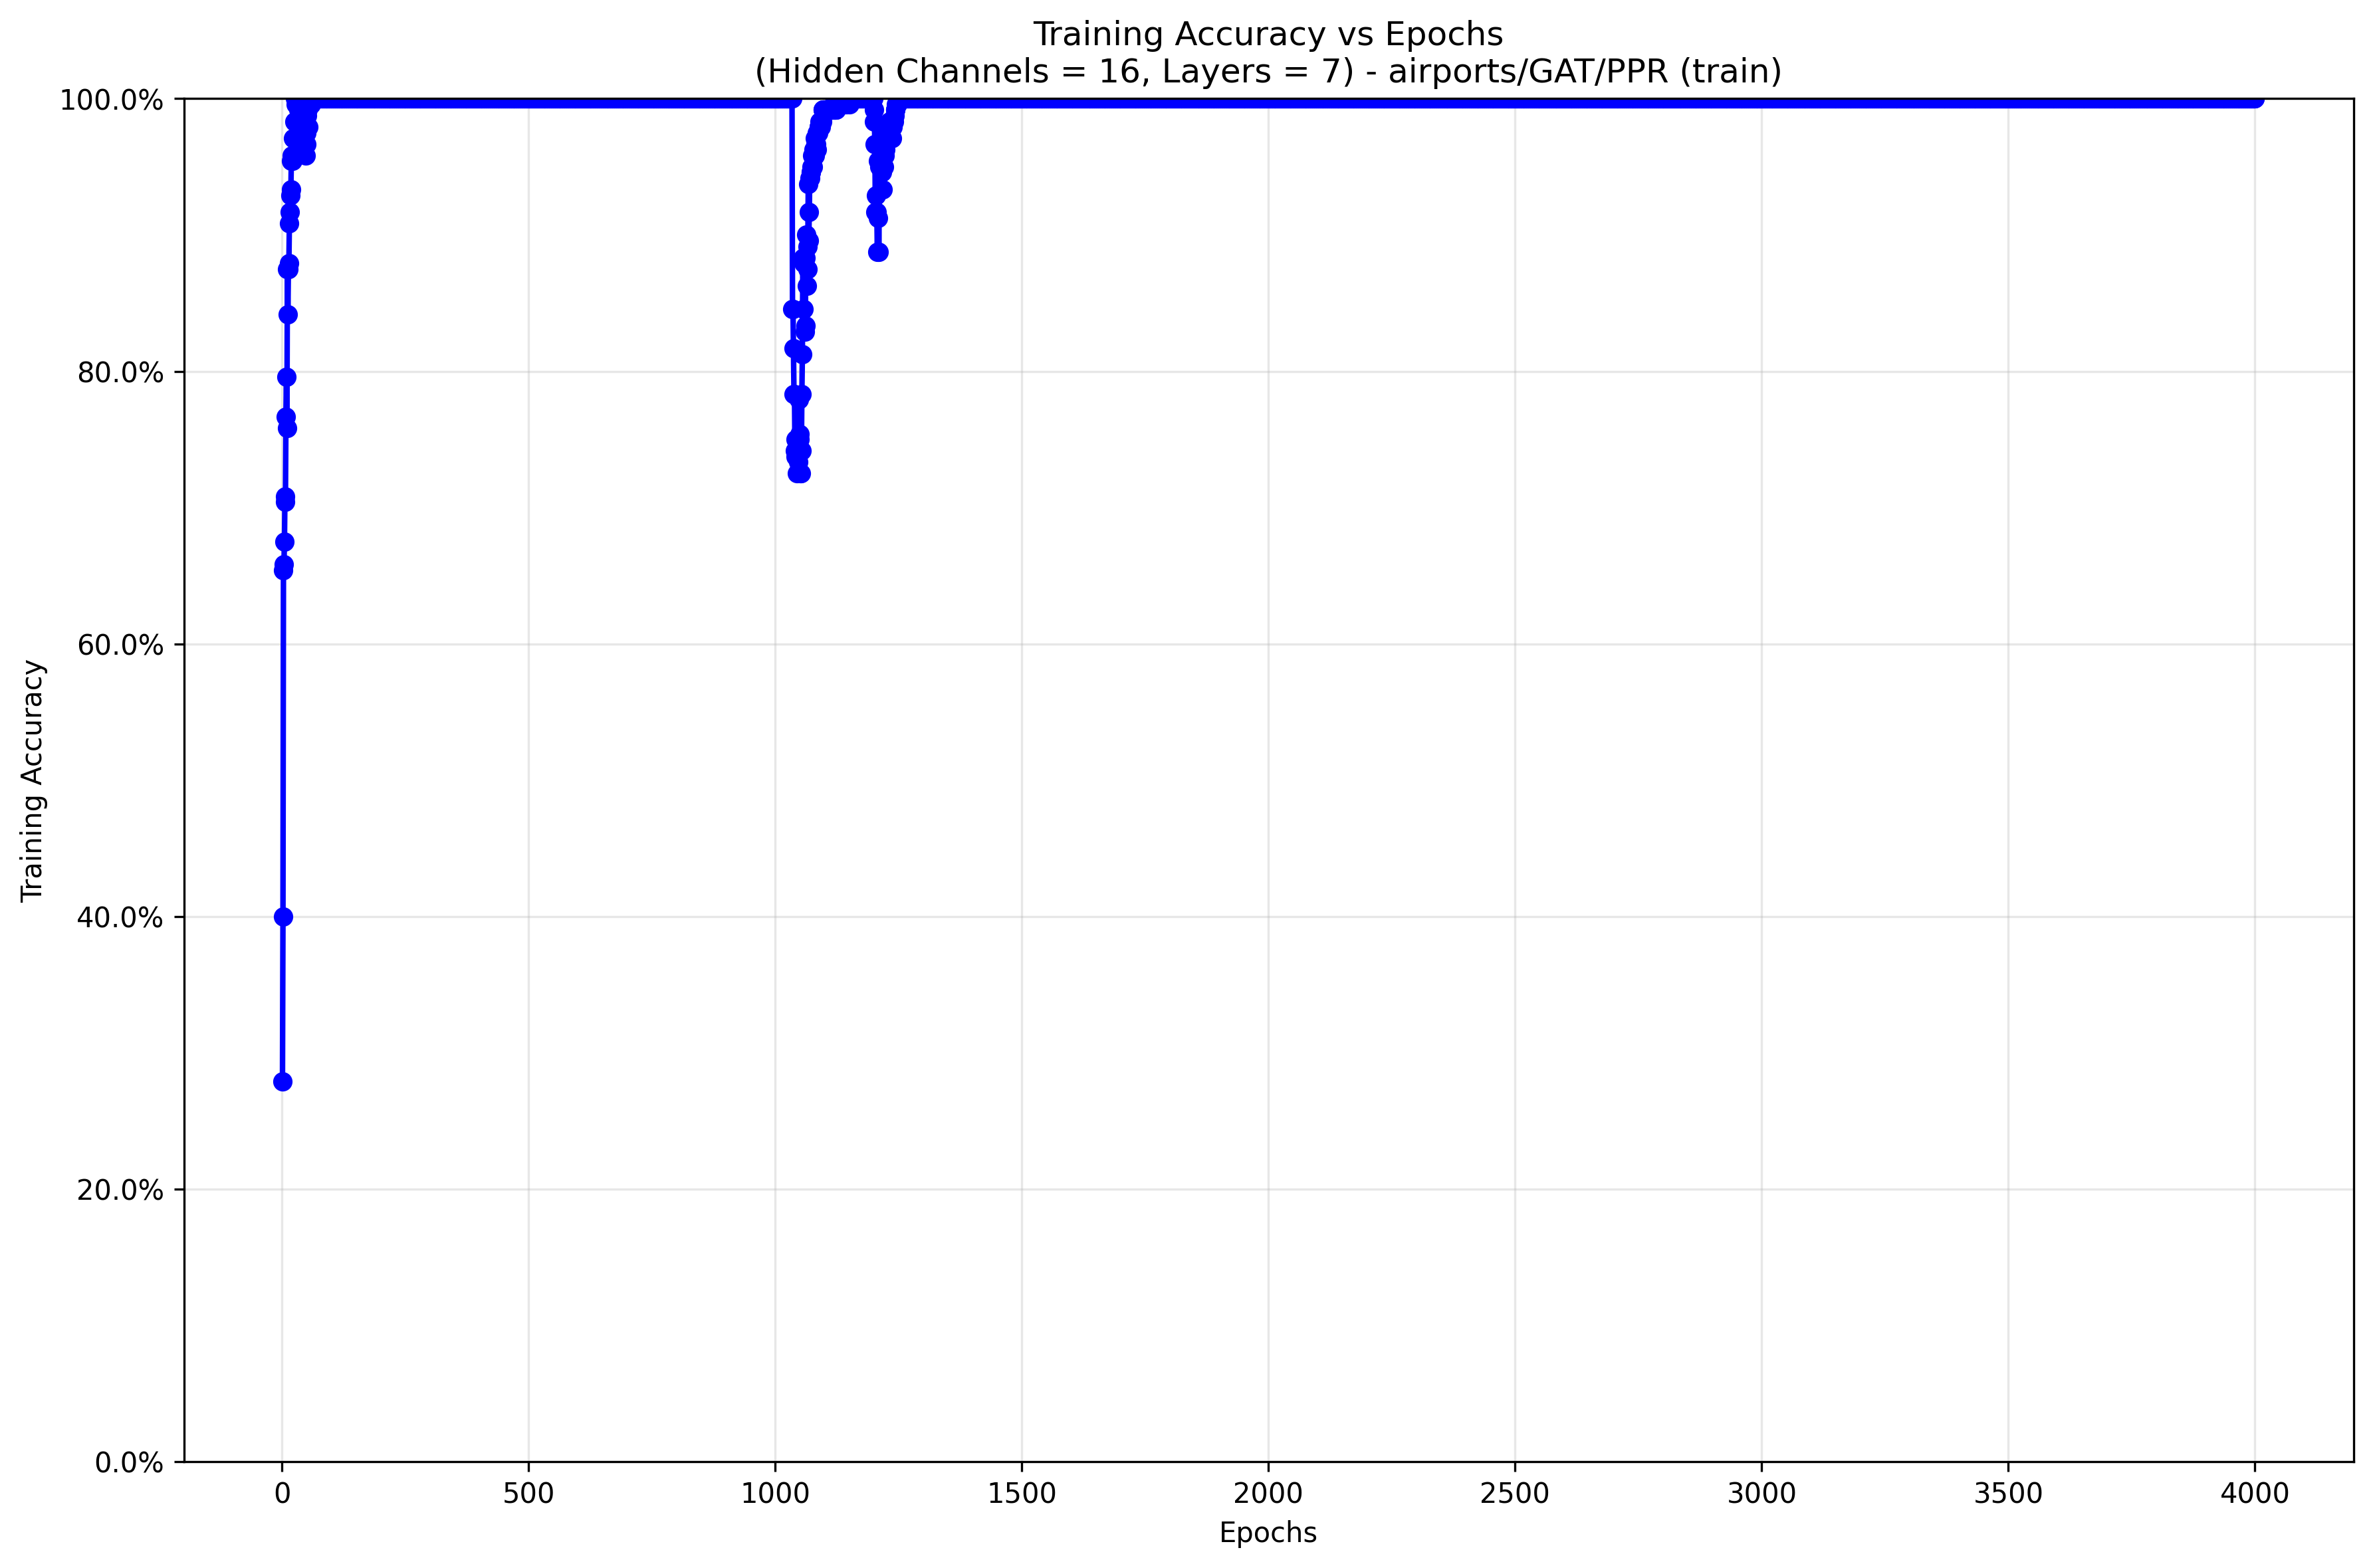 Training Accuracy vs Epochs
(Hidden Channels = 16, Layers = 7) - airports/GAT/PPR (train)
Training Accuracy
100.0%
80.0%
60.0%
40.0%
20.0%
0.0%
0 500 1000 1500 2000 2500 3000 3500 4000
Epochs